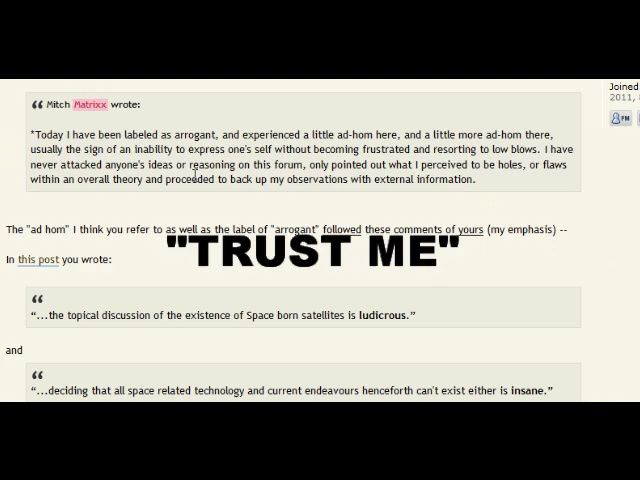 Joined
2011,
PM
Mitch Matrixx wrote:
*Today I have been labeled as arrogant, and experienced a little ad-hom here, and a little more ad-hom there,
usually the sign of an inability to express one's self without becoming frustrated and resorting to low blows. I have
never attacked anyone's ideas or reasoning on this forum, only pointed out what I perceived to be holes, or flaws
within an overall theory and proceeded to back up my observations with external information.
The "ad hom" I think you refer to as well as the label of "arrogant" followed these comments of yours (my emphasis) --
"TRUST ME"
In this post you wrote:
"...the topical discussion of the existence of Space born satellites is ludicrous."
and
"...deciding that all space related technology and current endeavours henceforth can't exist either is insane."